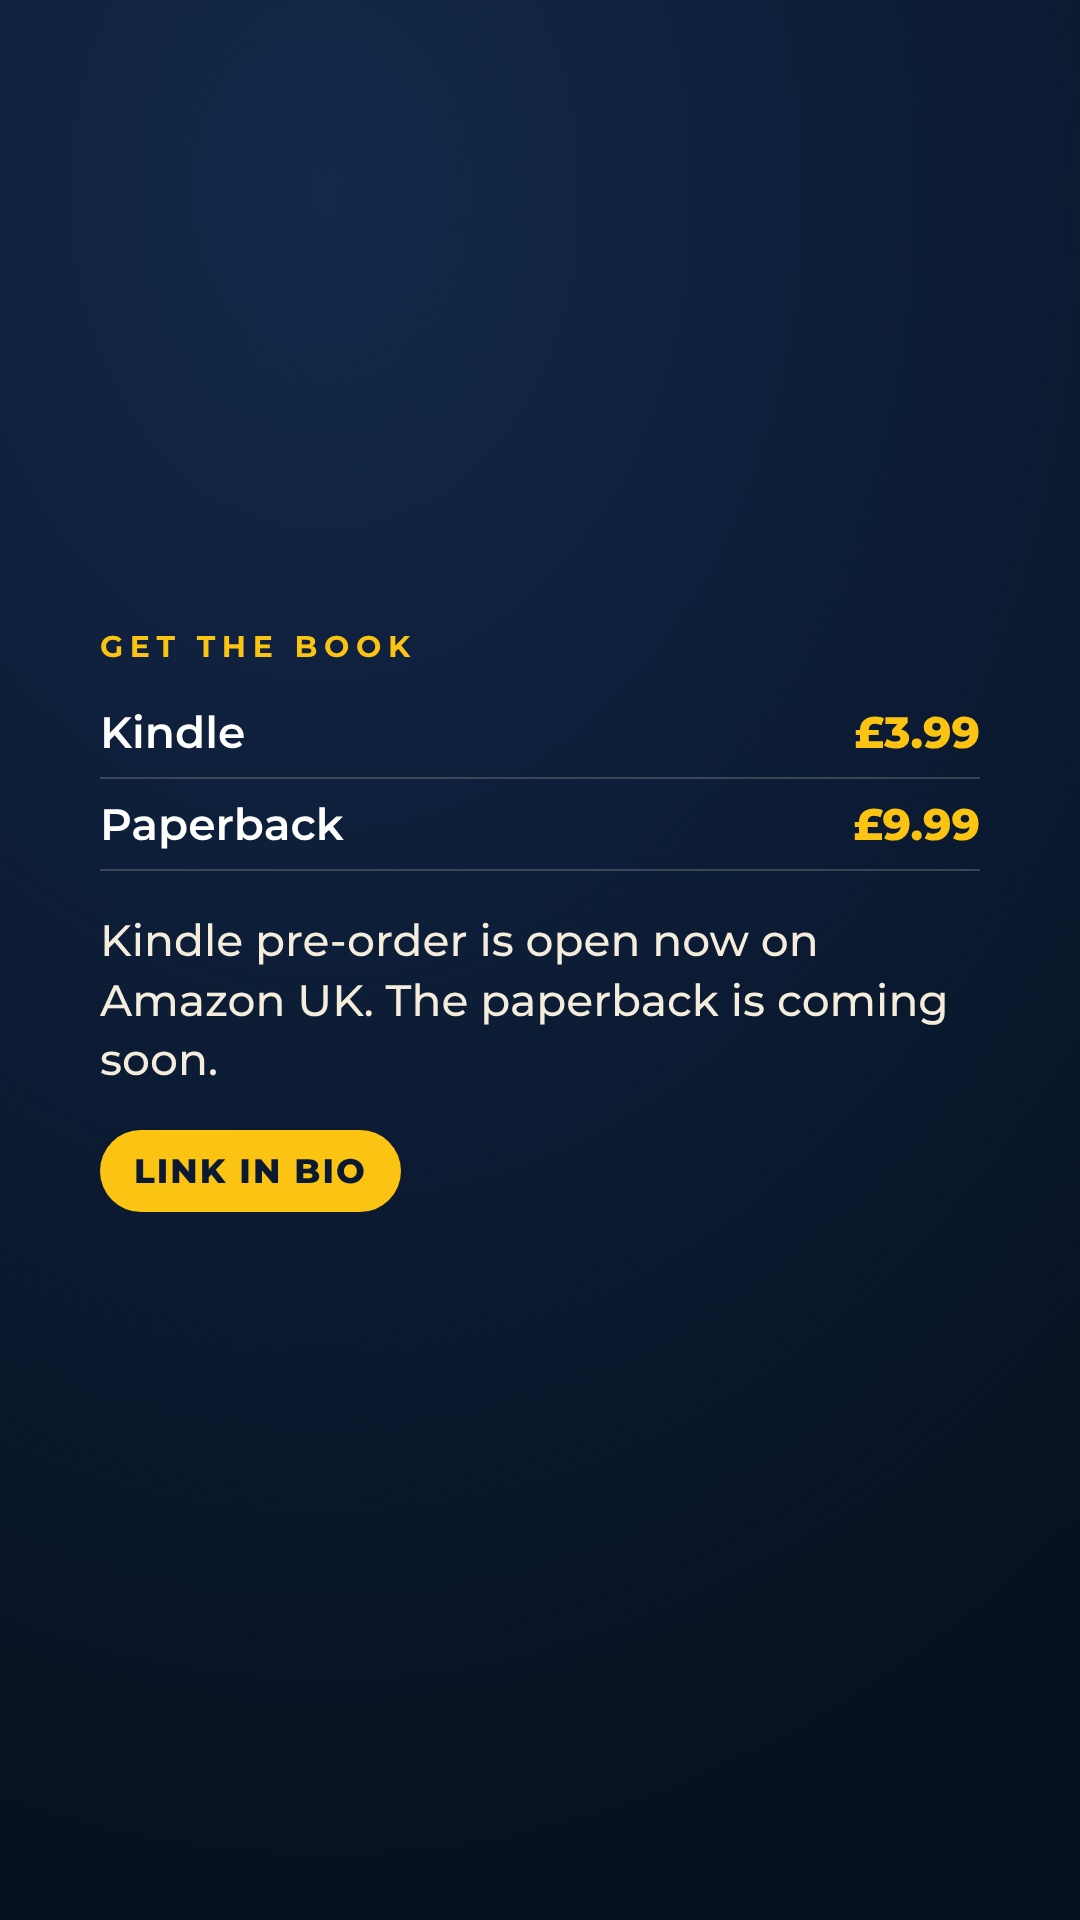 GET THE BOOK
Kindle £3.99
Paperback £9.99
Kindle pre-order is open now on
Amazon UK. The paperback is coming
soon.
LINK IN BIO